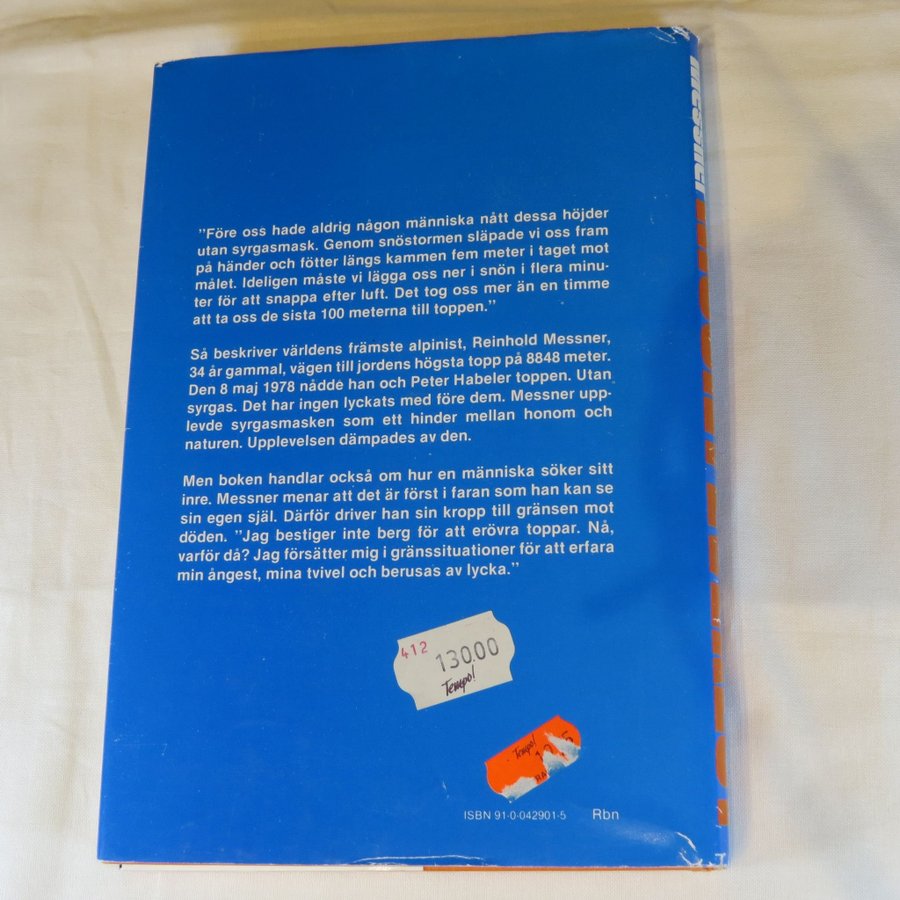 ”Före oss hade aldrig någon människa nått dessa höjder
utan syrgasmask. Genom snöstormen släpade vi oss fram
på händer och fötter längs kammen fem meter i taget mot
målet. Ideligen måste vi lägga oss ner i snön i flera minu-
ter för att snappa efter luft. Det tog oss mer än en timme
att ta oss de sista 100 meterna till toppen.”
Så beskriver världens främste alpinist, Reinhold Messner,
34 år gammal, vägen till jordens högsta topp på 8848 meter.
Den 8 maj 1978 nådde han och Peter Habeler toppen. Utan
syrgas. Det har ingen lyckats med före dem. Messner upp-
levde syrgasmasken som ett hinder mellan honom och
naturen. Upplevelsen dämpades av den.
Men boken handlar också om hur en människa söker sitt
inre. Messner menar att det är först i faran som han kan se
sin egen själ. Därför driver han sin kropp till gränsen mot
döden. ”Jag bestiger inte berg för att erövra toppar. Nå,
varför då? Jag försätter mig i gränssituationer för att erfara
min ångest, mina tvivel och berusas av lycka.”
412
130.00
Tempo!
Tempo!
ISBN 91-0-042901-5 Rbn
messner